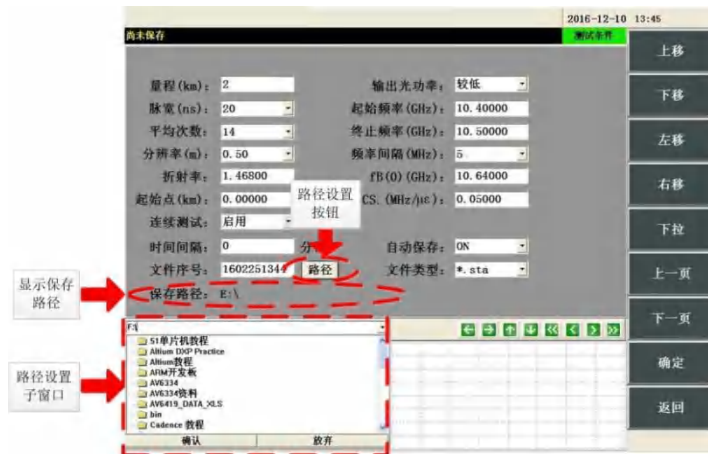 2016-12-10 13:45
尚未保存
测试条件
量程(km): 2
输出光功率: 较低
脉宽(ns): 20
起始频率(GHz): 10.40000
平均次数: 14
终止频率(GHz): 10.50000
分辨率(m): 0.50
频率间隔(MHz): 5
折射率: 1.46800
fB(0)(GHz): 10.64000
起始点(km): 0.00000
CS.(MHz/με): 0.05000
连续测试: 启用
时间间隔: 0 分
自动保存: ON
文件序号: 1602251344 路径
文件类型: *.sta
保存路径: E:\
路径设置
按钮
显示保存
路径
路径设置
子窗口
F:\
51单片机教程
Altium DXP Practice
Altium教程
ARM开发板
AV6334
AV6334资料
AV6419_DATA_XLS
bin
Cadence 教程
确认 放弃
上移
下移
左移
右移
下拉
上一页
下一页
确定
返回